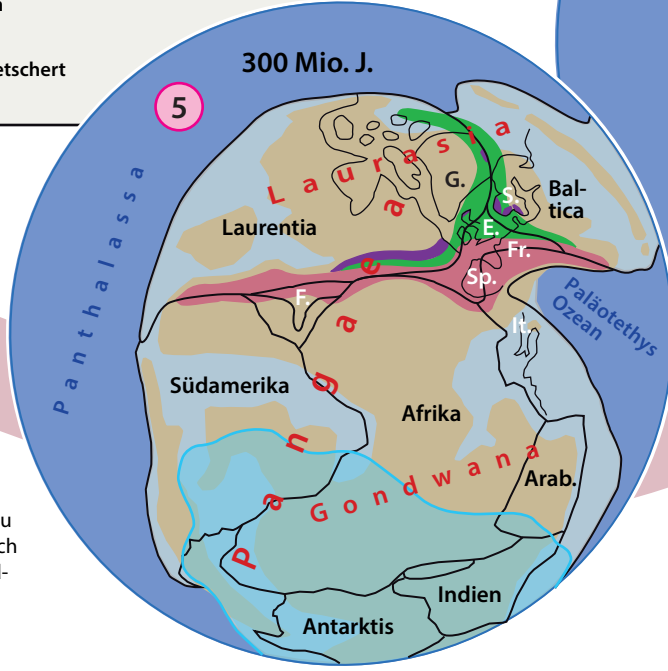 etschert
300 Mio. J.
5
Panthalassa
Laurasia
G.
S.
Bal-
tica
Laurentia
E.
Fr.
Sp.
F.
It.
Paläotethys
Ozean
Pangaea
Südamerika
Afrika
Gondwana
Arab.
u
ch
Indien
Antarktis